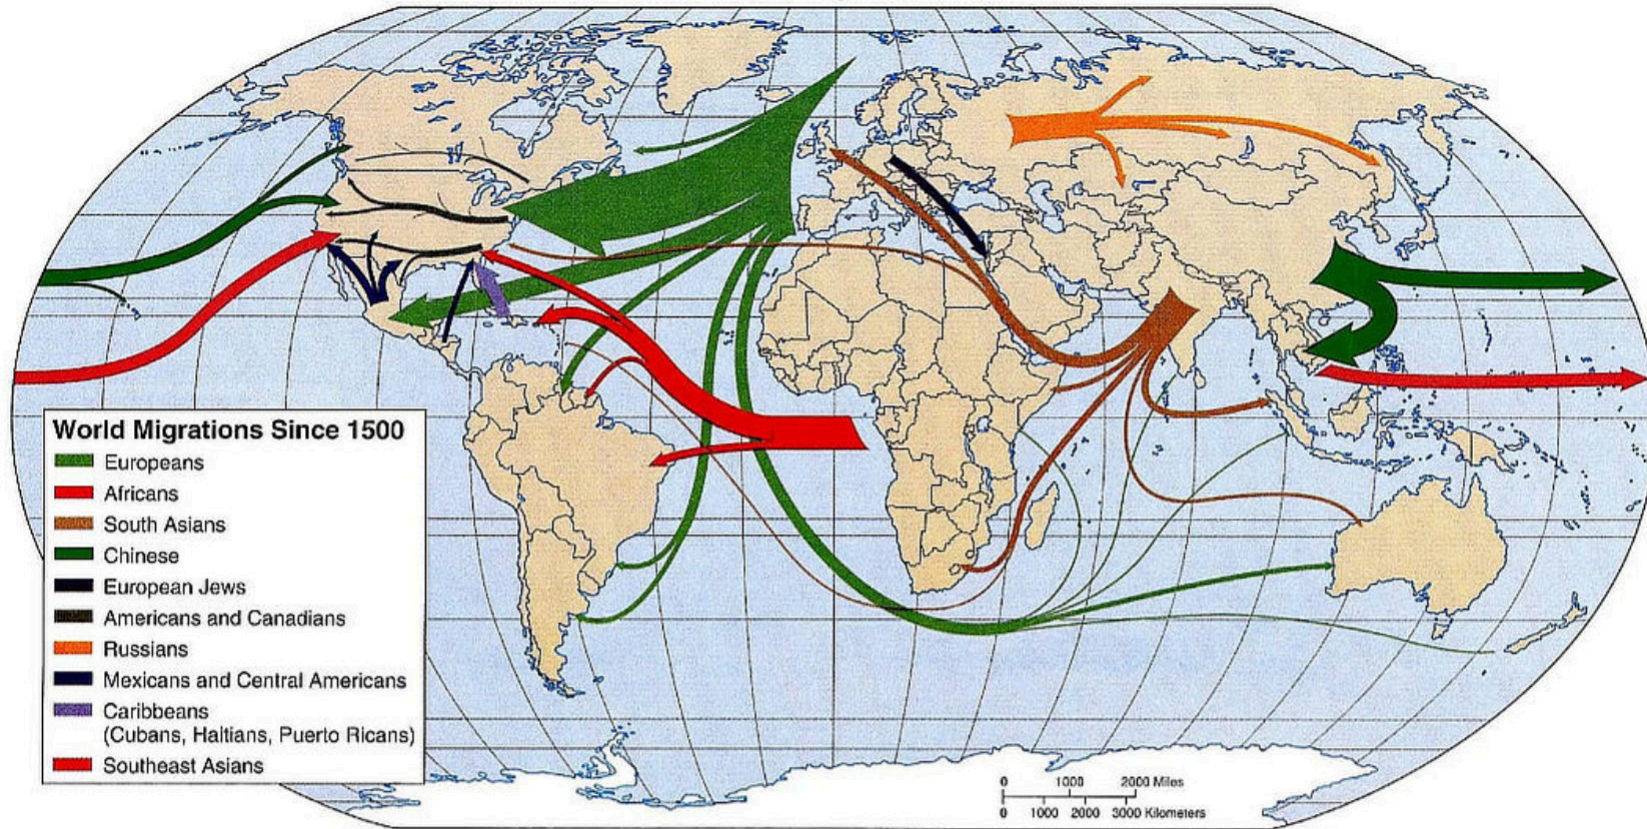 World Migrations Since 1500
Europeans
Africans
South Asians
Chinese
European Jews
Americans and Canadians
Russians
Mexicans and Central Americans
Caribbeans
(Cubans, Haitians, Puerto Ricans)
Southeast Asians
0 1000 2000 Miles
0 1000 2000 3000 Kilometers